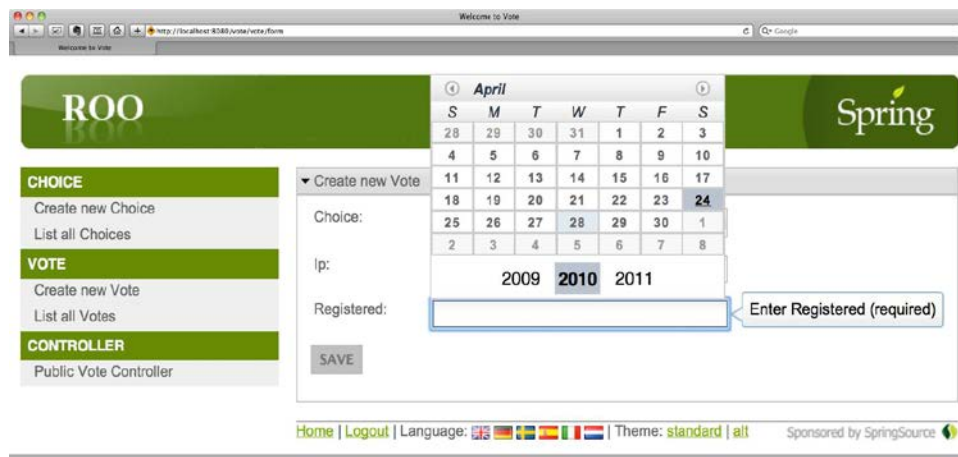 Welcome to Vote
http://localhost:8080/vote/vote/form
Google
Welcome to Vote
ROO
Spring
April
S M T W T F S
28 29 30 31 1 2 3
4 5 6 7 8 9 10
11 12 13 14 15 16 17
18 19 20 21 22 23 24
25 26 27 28 29 30 1
2 3 4 5 6 7 8
2009 2010 2011
CHOICE
Create new Choice
List all Choices
VOTE
Create new Vote
List all Votes
CONTROLLER
Public Vote Controller
Create new Vote
Choice:
Ip:
Registered:
Enter Registered (required)
SAVE
Home | Logout | Language: | Theme: standard | alt
Sponsored by SpringSource